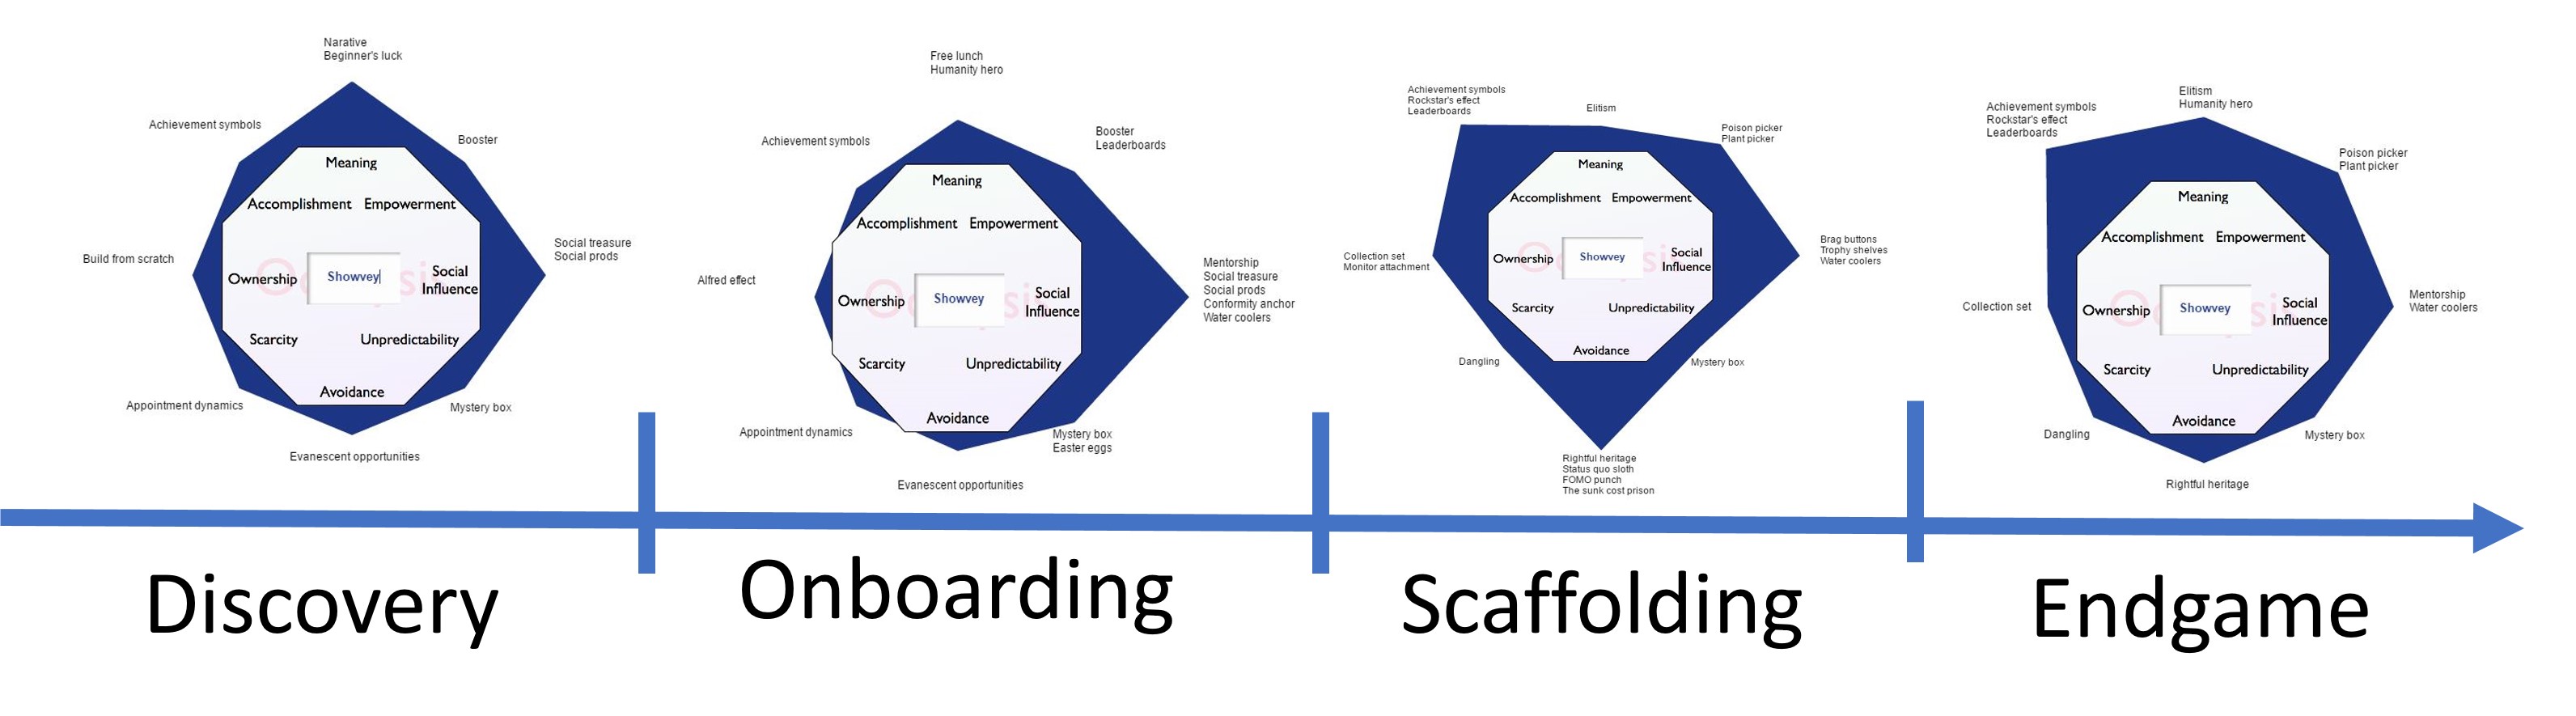 Narative
Beginner's luck
Achievement symbols
Booster
Meaning
Accomplishment Empowerment
Social treasure
Social prods
Build from scratch
Ownership
Showvey
Social
Influence
Scarcity
Unpredictability
Avoidance
Appointment dynamics
Mystery box
Evanescent opportunities
Free lunch
Humanity hero
Achievement symbols
Booster
Leaderboards
Meaning
Accomplishment Empowerment
Alfred effect
Ownership
Showvey
Social
Influence
Mentorship
Social treasure
Social prods
Conformity anchor
Water coolers
Scarcity
Unpredictability
Avoidance
Appointment dynamics
Mystery box
Easter eggs
Evanescent opportunities
Achievement symbols
Rockstar's effect
Leaderboards
Elitism
Poison picker
Plant picker
Meaning
Accomplishment Empowerment
Collection set
Monitor attachment
Ownership
Showvey
Social
Influence
Brag buttons
Trophy shelves
Water coolers
Scarcity
Unpredictability
Avoidance
Dangling
Mystery box
Rightful heritage
Status quo sloth
FOMO punch
The sunk cost prison
Elitism
Humanity hero
Achievement symbols
Rockstar's effect
Leaderboards
Poison picker
Plant picker
Meaning
Accomplishment Empowerment
Collection set
Ownership
Showvey
Social
Influence
Mentorship
Water coolers
Scarcity
Unpredictability
Avoidance
Dangling
Mystery box
Rightful heritage
Discovery
Onboarding
Scaffolding
Endgame